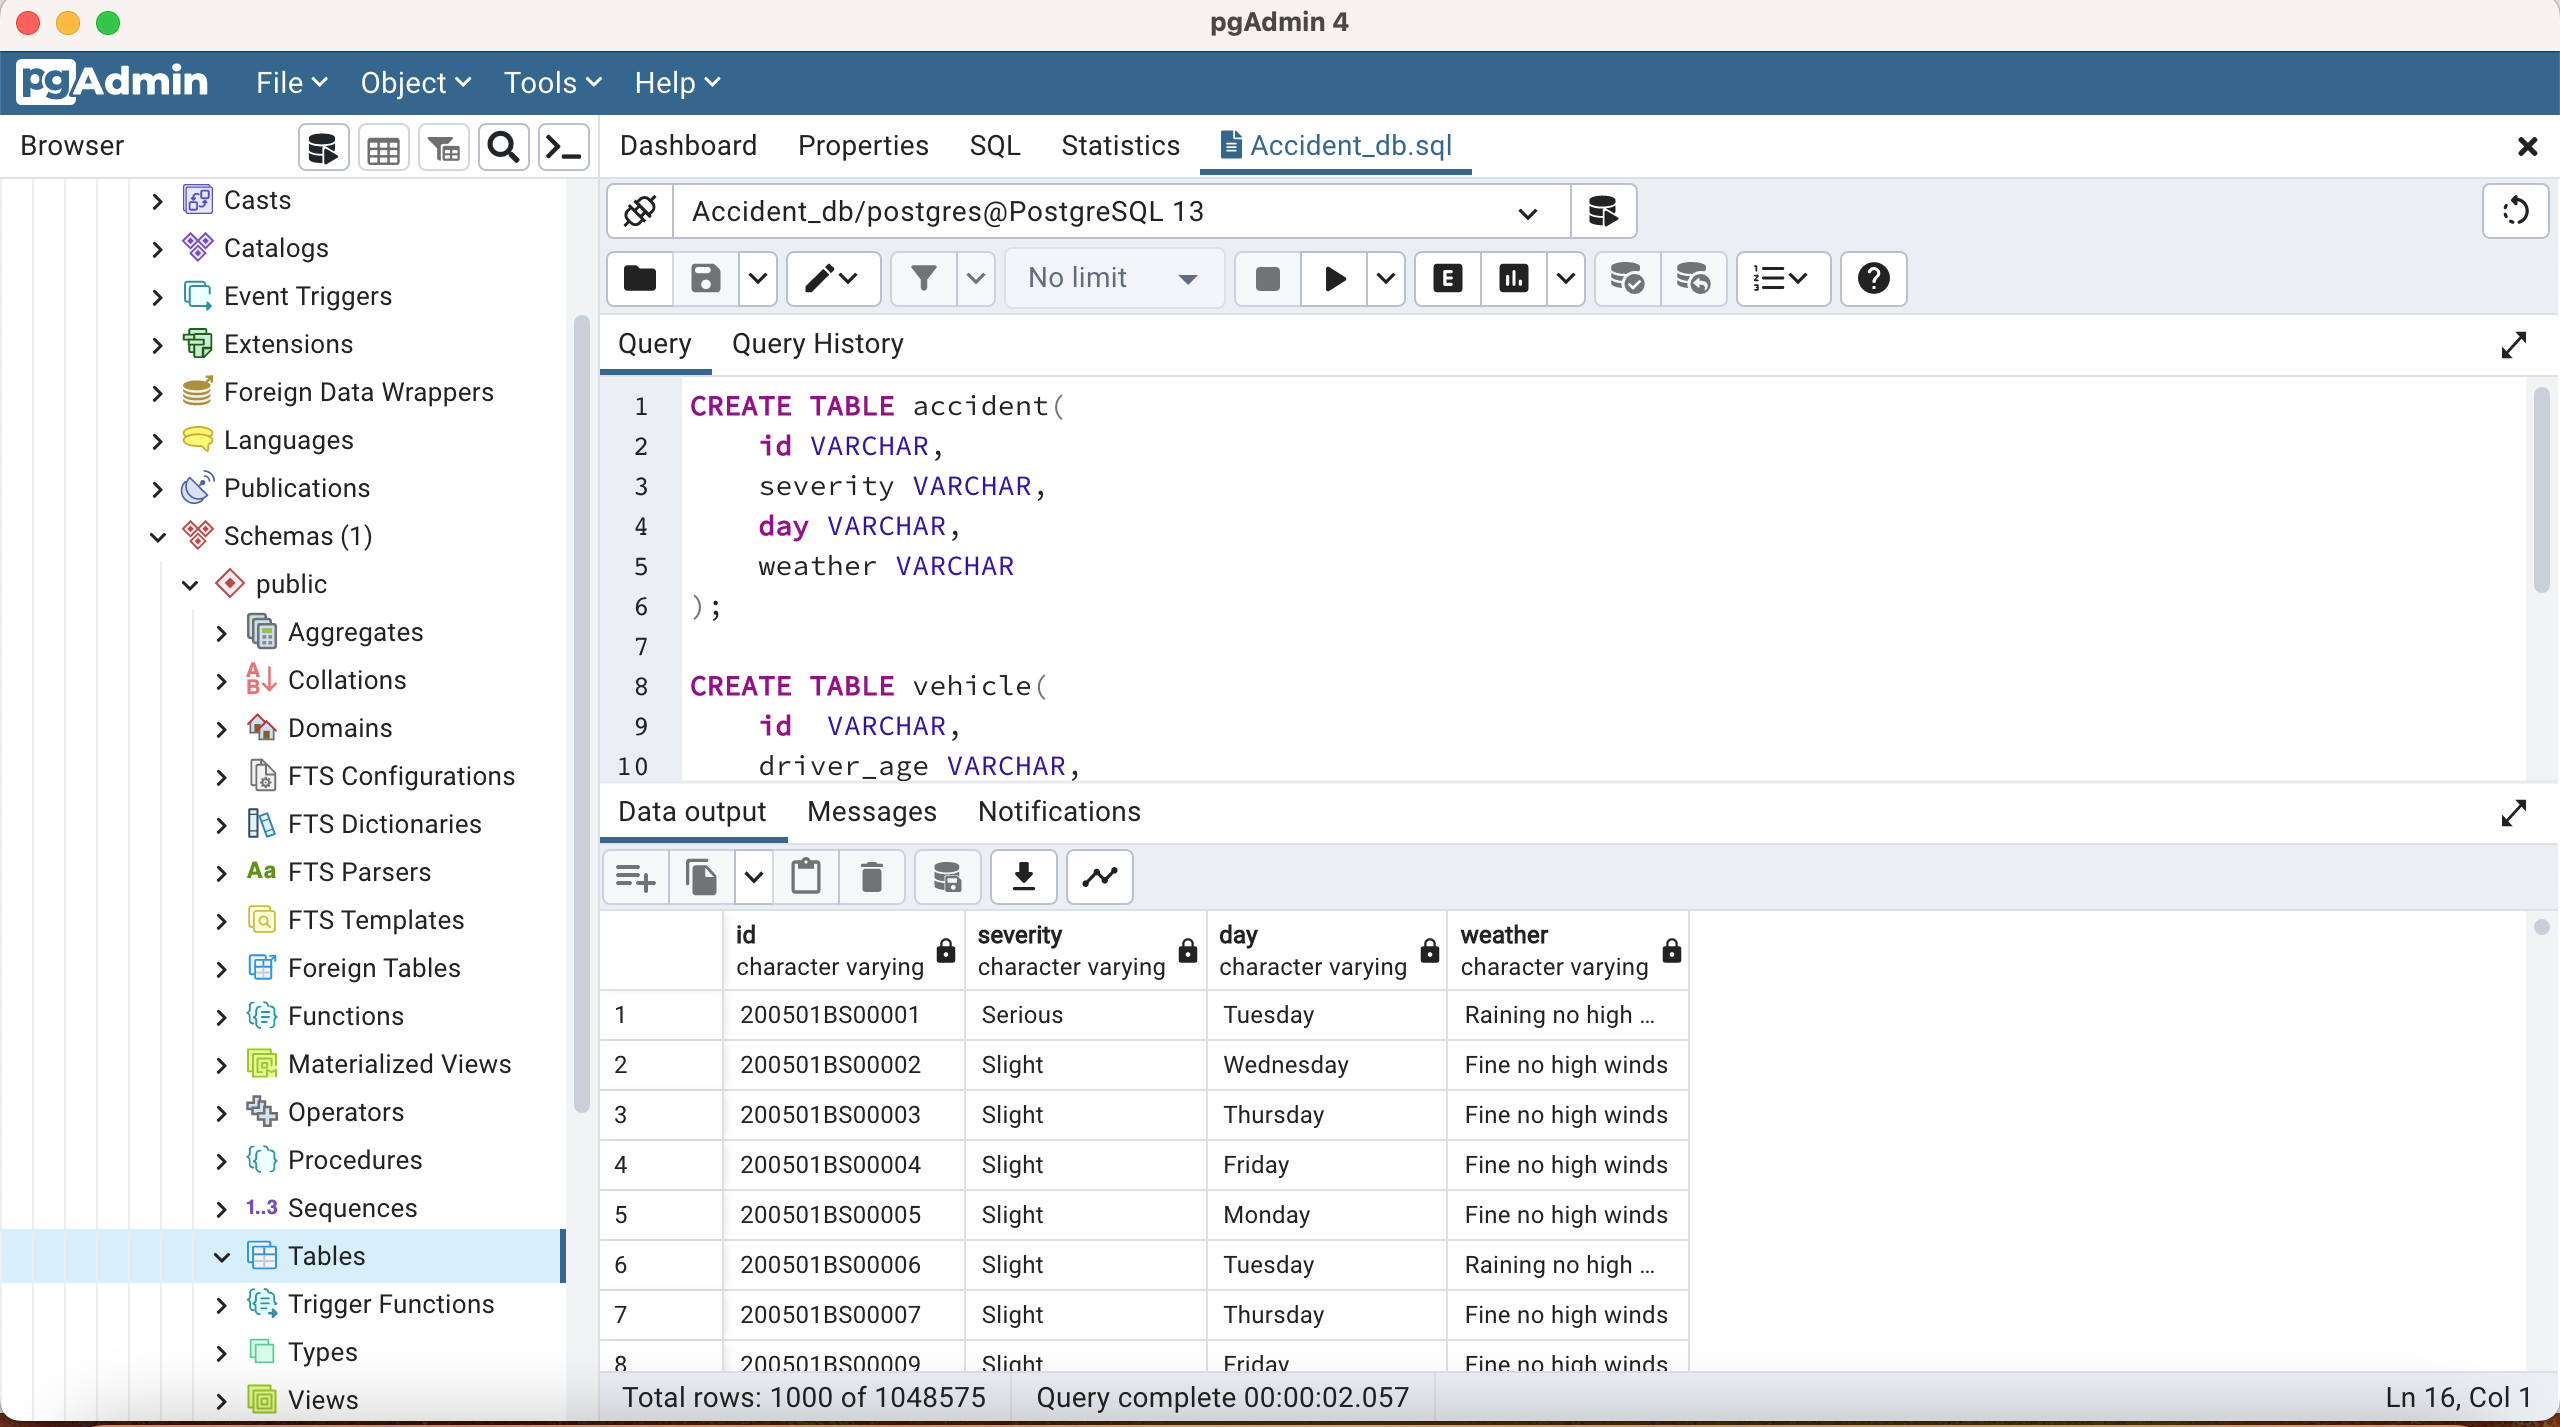 pgAdmin 4
pgAdmin File Object Tools Help
Browser
Dashboard Properties SQL Statistics Accident_db.sql
Casts
Catalogs
Event Triggers
Extensions
Foreign Data Wrappers
Languages
Publications
Schemas (1)
public
Aggregates
Collations
Domains
FTS Configurations
FTS Dictionaries
Aa FTS Parsers
FTS Templates
Foreign Tables
Functions
Materialized Views
Operators
Procedures
1..3 Sequences
Tables
Trigger Functions
Types
Views
Accident_db/postgres@PostgreSQL 13
No limit
E
Query Query History
1 CREATE TABLE accident(
2 id VARCHAR,
3 severity VARCHAR,
4 day VARCHAR,
5 weather VARCHAR
6 );
7
8 CREATE TABLE vehicle(
9 id  VARCHAR,
10 driver_age VARCHAR,
Data output Messages Notifications
id severity day weather
character varying character varying character varying character varying
1 200501BS00001 Serious Tuesday Raining no high ...
2 200501BS00002 Slight Wednesday Fine no high winds
3 200501BS00003 Slight Thursday Fine no high winds
4 200501BS00004 Slight Friday Fine no high winds
5 200501BS00005 Slight Monday Fine no high winds
6 200501BS00006 Slight Tuesday Raining no high ...
7 200501BS00007 Slight Thursday Fine no high winds
8 200501BS00009 Slight Friday Fine no high winds
Total rows: 1000 of 1048575 Query complete 00:00:02.057 Ln 16, Col 1